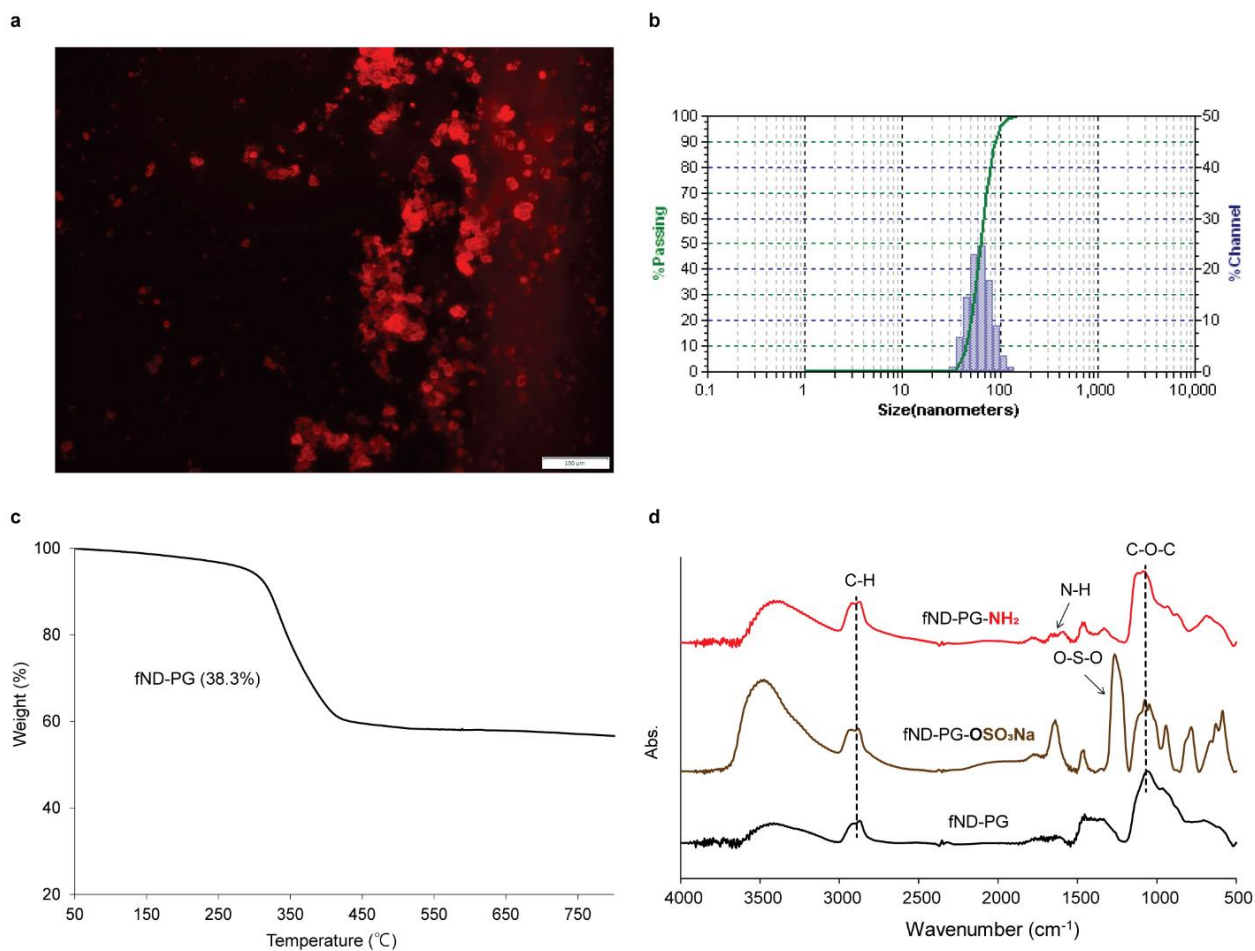 a
100 μm
b
100
90
80
70
60
50
40
30
20
10
0
%Passing
50
40
30
20
10
0
%Channel
0.1
1
10
100
1,000
10,000
Size(nanometers)
c
100
80
60
40
20
Weight (%)
fND-PG (38.3%)
50
150
250
350
450
550
650
750
Temperature (℃)
d
C-O-C
C-H
N-H
fND-PG-NH₂
O-S-O
fND-PG-OSO₃Na
fND-PG
Abs.
4000
3500
3000
2500
2000
1500
1000
500
Wavenumber (cm⁻¹)